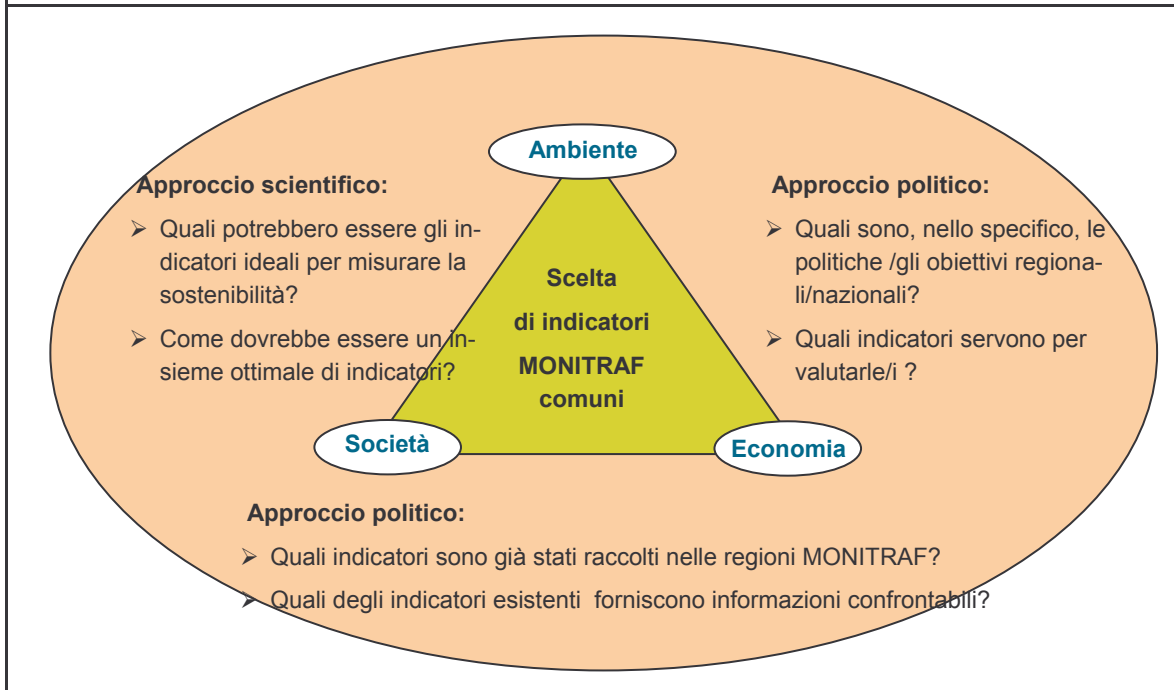 Ambiente
Approccio scientifico:
➢ Quali potrebbero essere gli in-
dicatori ideali per misurare la
sostenibilità?
➢ Come dovrebbe essere un in-
sieme ottimale di indicatori?
Scelta
di indicatori
MONITRAF
comuni
Approccio politico:
➢ Quali sono, nello specifico, le
politiche /gli obiettivi regiona-
li/nazionali?
➢ Quali indicatori servono per
valutarle/i ?
Società
Economia
Approccio politico:
➢ Quali indicatori sono già stati raccolti nelle regioni MONITRAF?
➢ Quali degli indicatori esistenti  forniscono informazioni confrontabili?